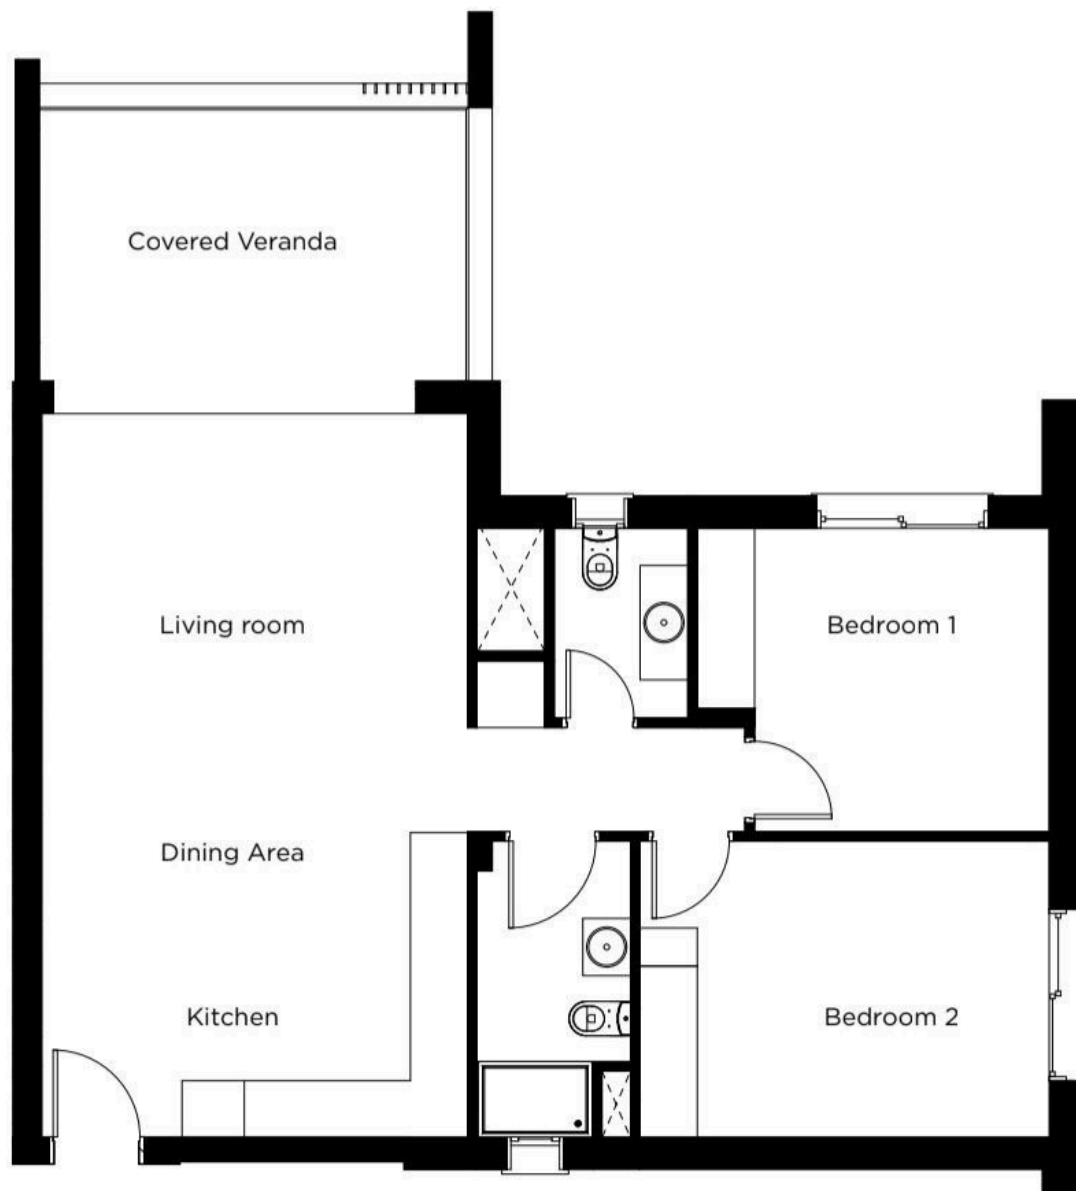 Covered Veranda
Living room
Bedroom 1
Dining Area
Kitchen
Bedroom 2